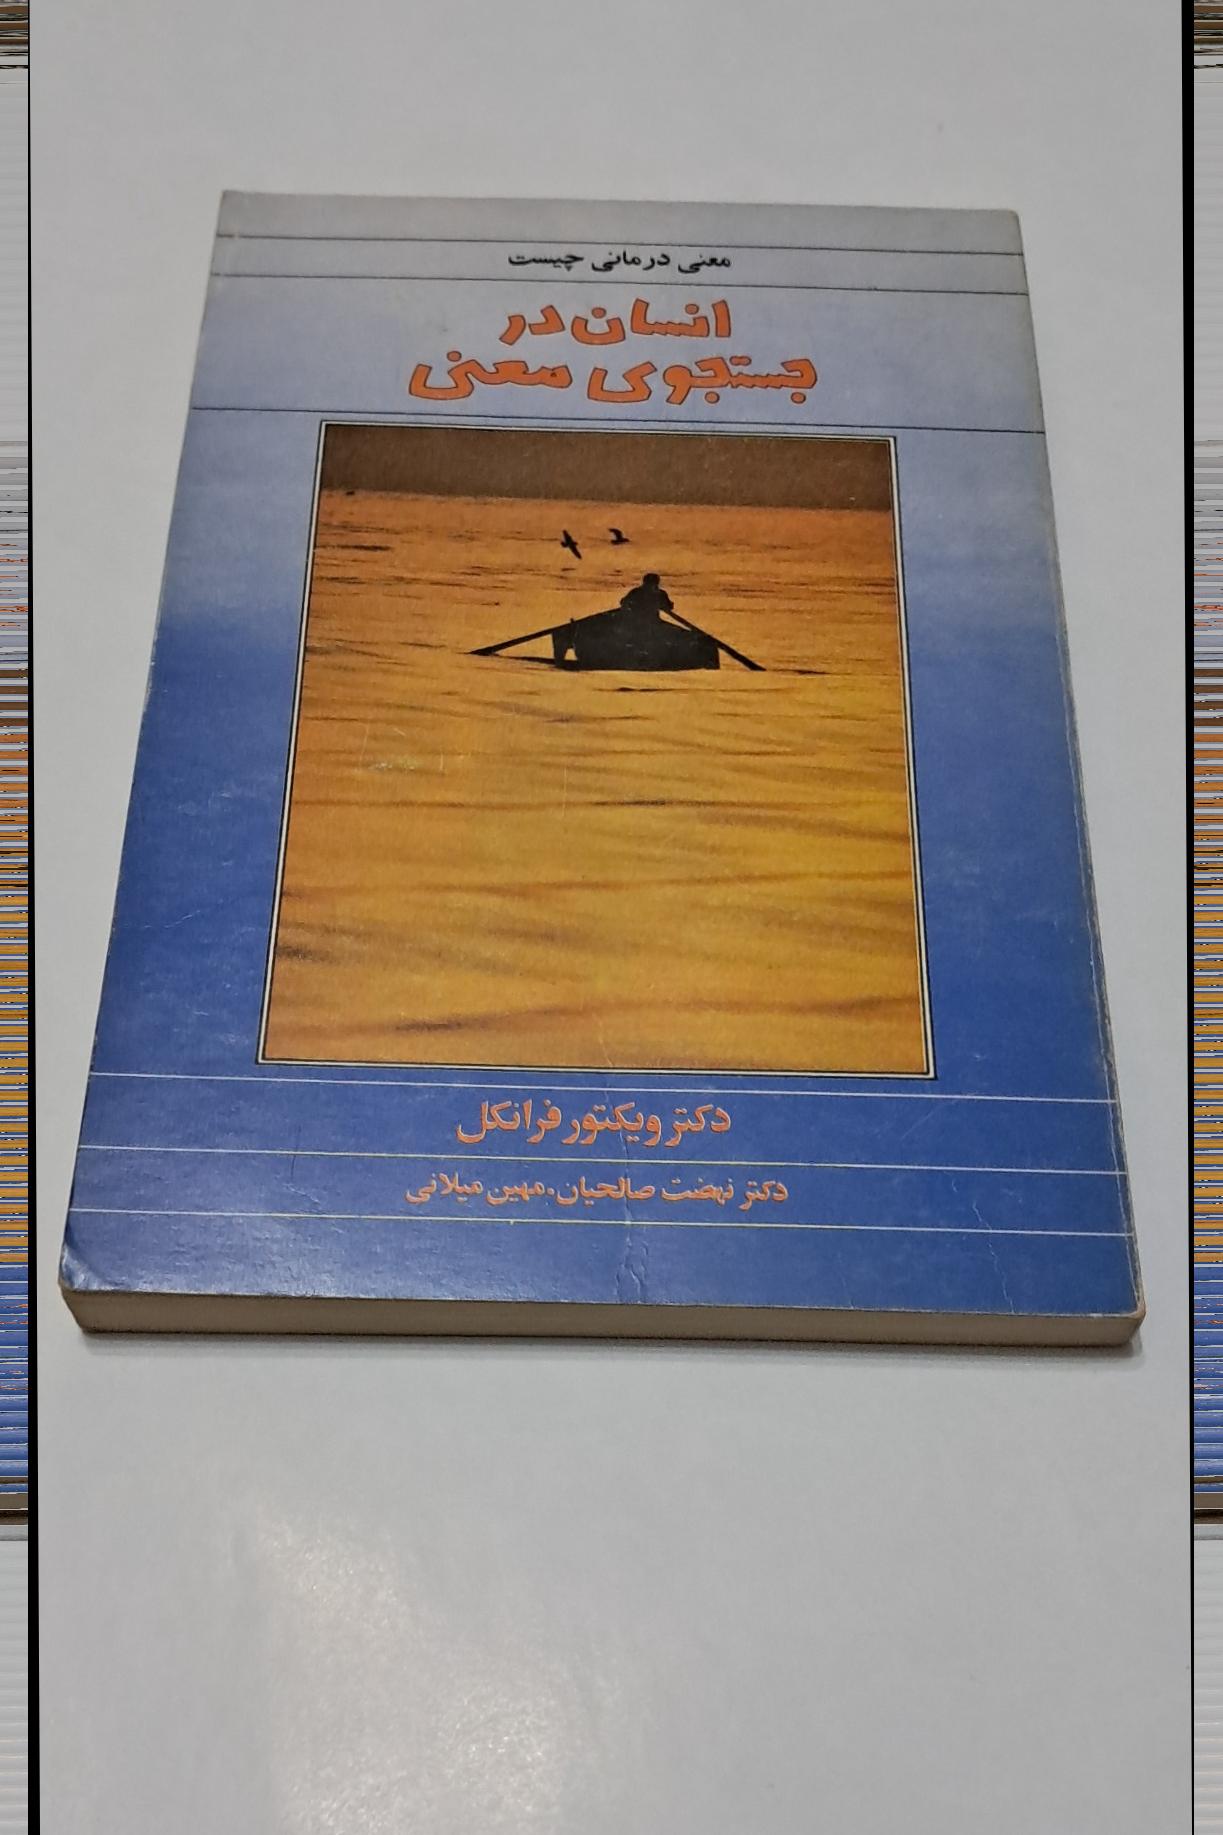 معنی درمانی چیست
انسان در
جستجوی معنی
دکتر ویکتور فرانکل
دکتر نهضت صالحیان.مهین میلانی